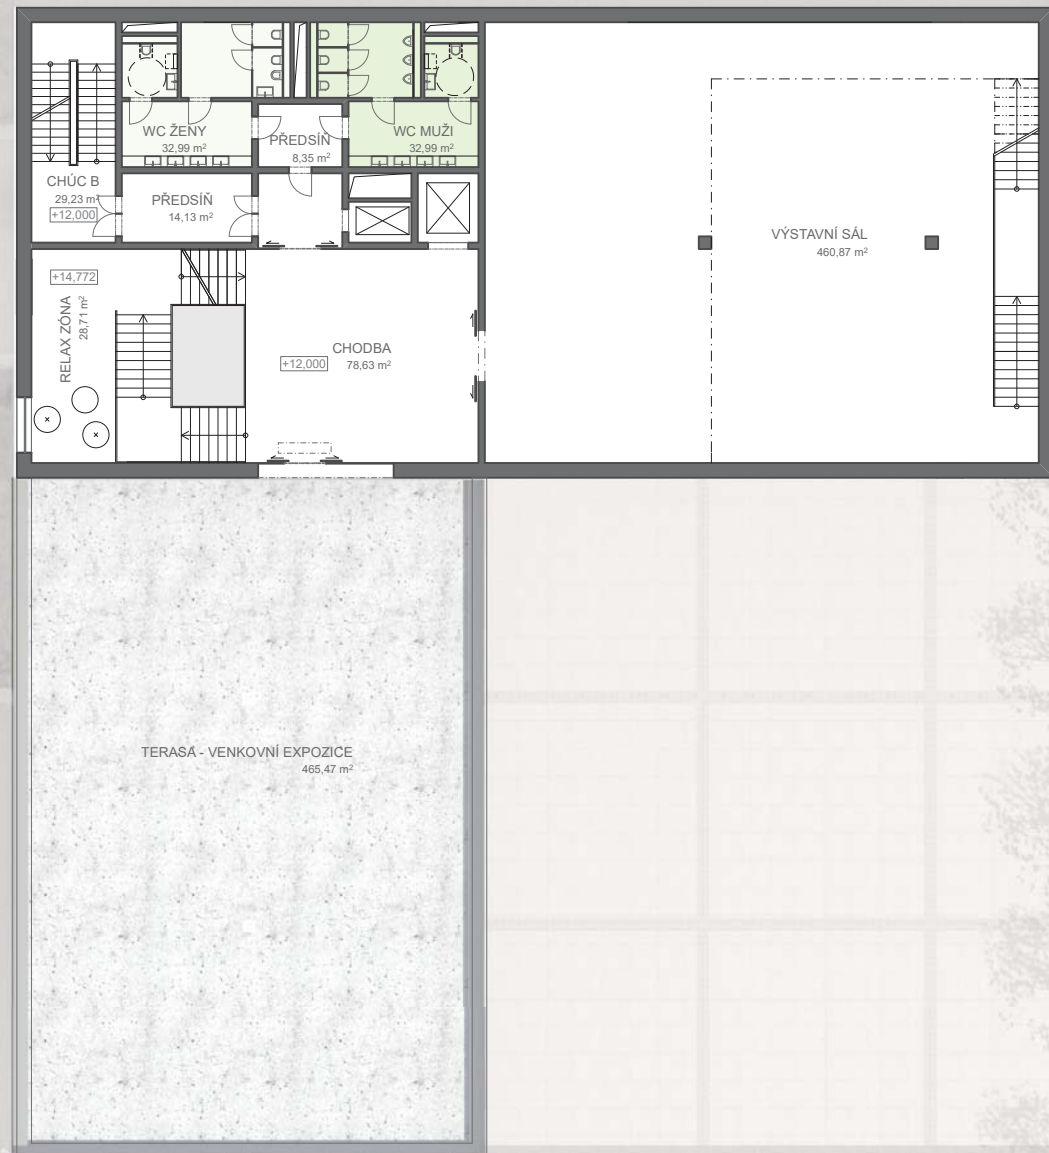 WC ŽENY
32,99 m²
PŘEDSÍŇ
8,35 m²
WC MUŽI
32,99 m²
CHÚC B
29,23 m²
+12,000
PŘEDSÍŇ
14,13 m²
VÝSTAVNÍ SÁL
460,87 m²
+14,772
RELAX ZÓNA
28,71 m²
CHODBA
+12,000
78,63 m²
TERASA - VENKOVNÍ EXPOZICE
465,47 m²